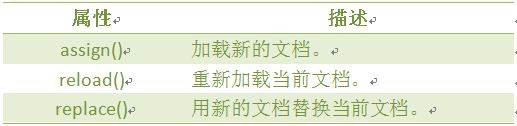 属性 描述
assign() 加载新的文档。
reload() 重新加载当前文档。
replace() 用新的文档替换当前文档。